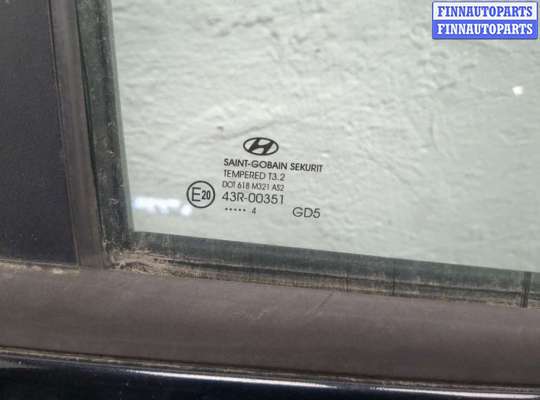 FINNAUTOPARTS
FINNAUTOPARTS
SAINT-GOBAIN SEKURIT
TEMPERED T3.2
DOT 618 M321 AS2
E20 43R-00351
..... 4 GD5